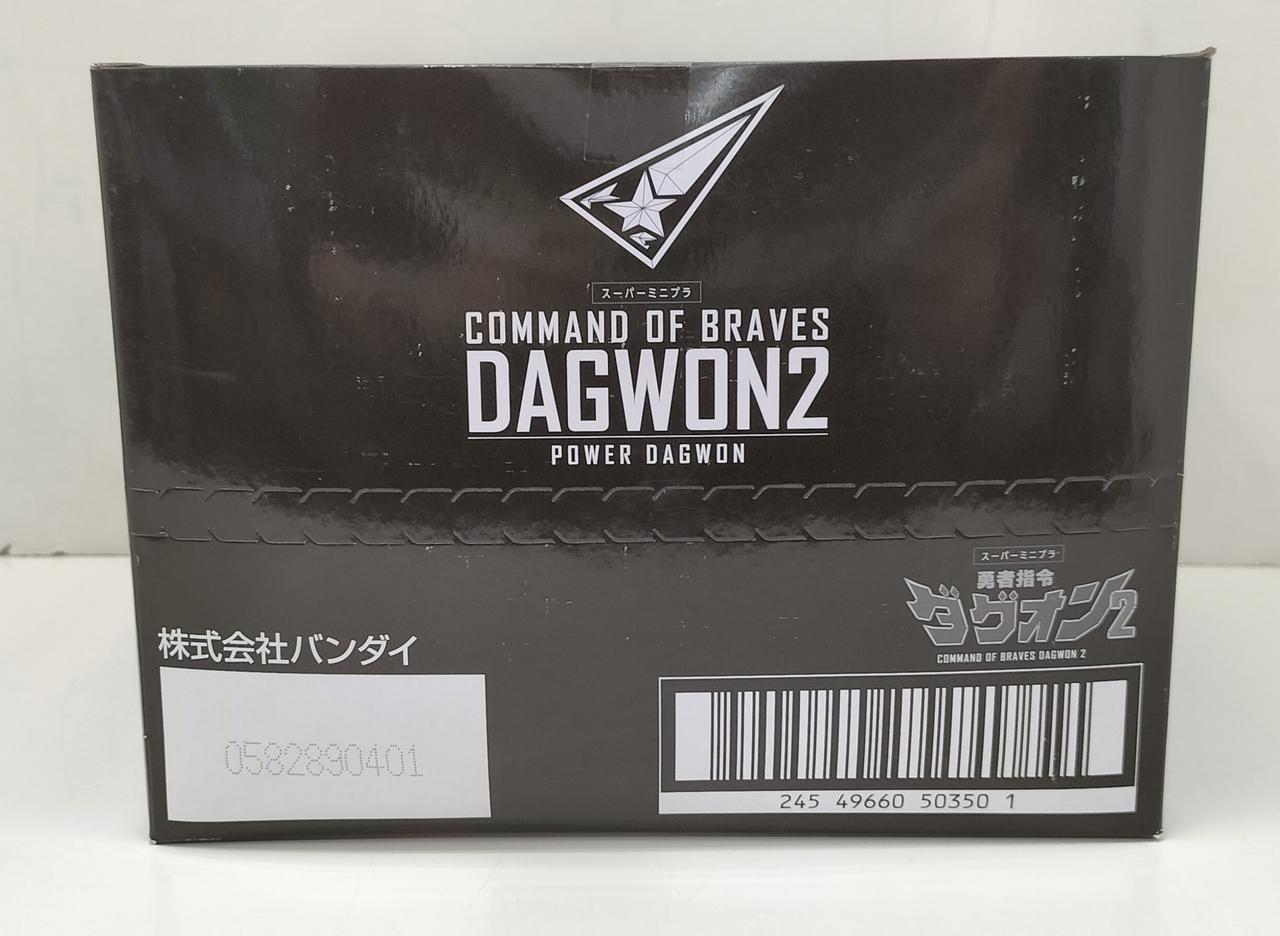 スーパーミニプラ
COMMAND OF BRAVES
DAGWON2
POWER DAGWON
スーパーミニプラ
勇者指令
ダグオン2
COMMAND OF BRAVES DAGWON 2
株式会社バンダイ
0582890401
245 49660 50350 1